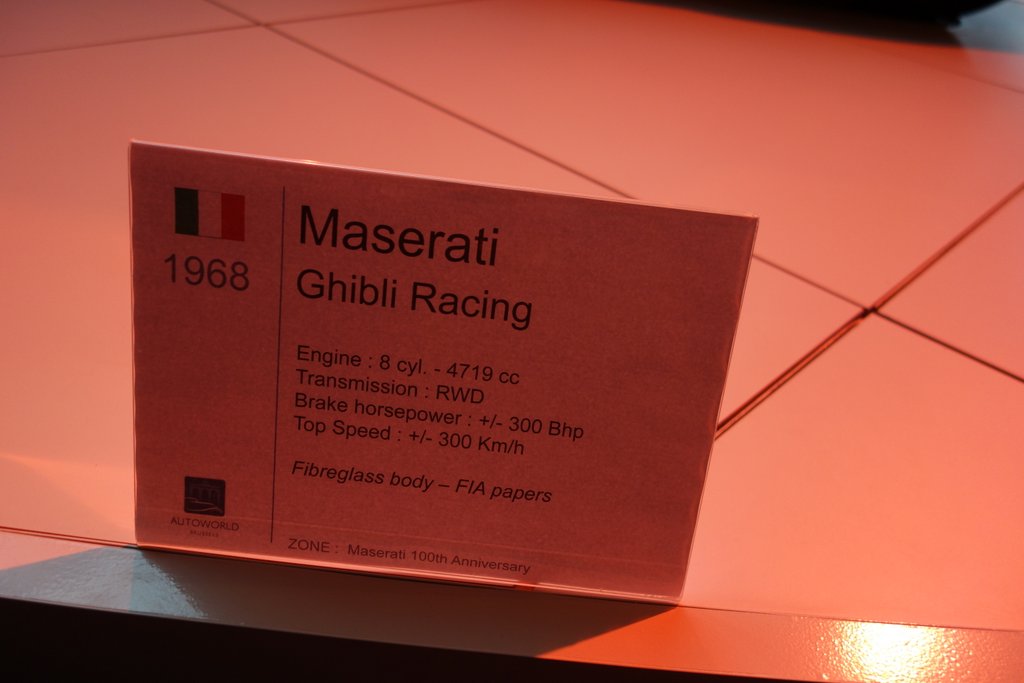 1968
Maserati
Ghibli Racing
Engine : 8 cyl. - 4719 cc
Transmission : RWD
Brake horsepower : +/- 300 Bhp
Top Speed : +/- 300 Km/h
Fibreglass body – FIA papers
AUTOWORLD
BRUSSELS
ZONE : Maserati 100th Anniversary